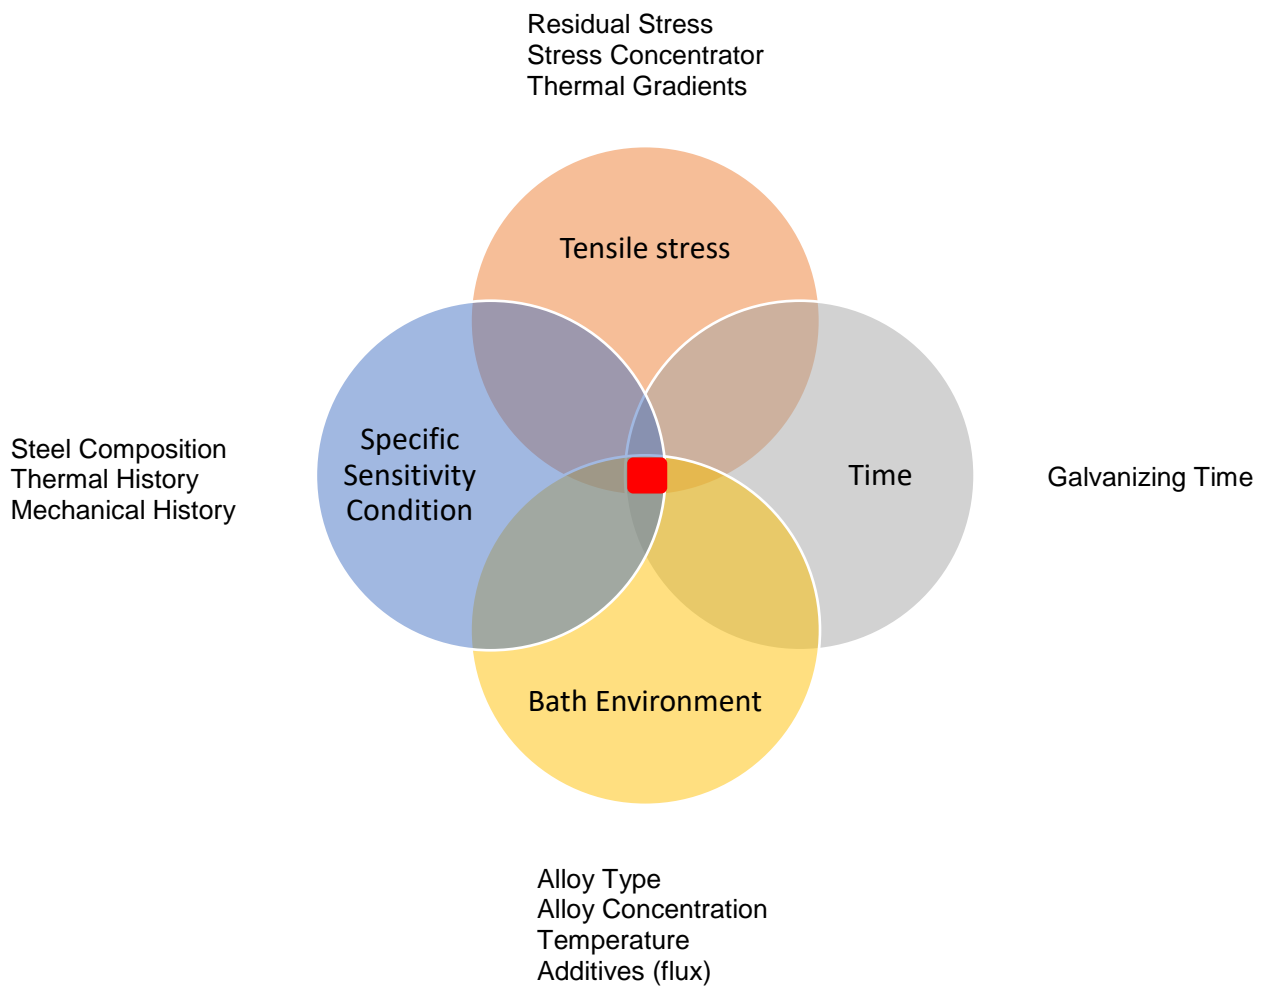 Residual Stress
Stress Concentrator
Thermal Gradients
Tensile stress
Specific
Sensitivity
Condition
Steel Composition
Thermal History
Mechanical History
Time
Galvanizing Time
Bath Environment
Alloy Type
Alloy Concentration
Temperature
Additives (flux)